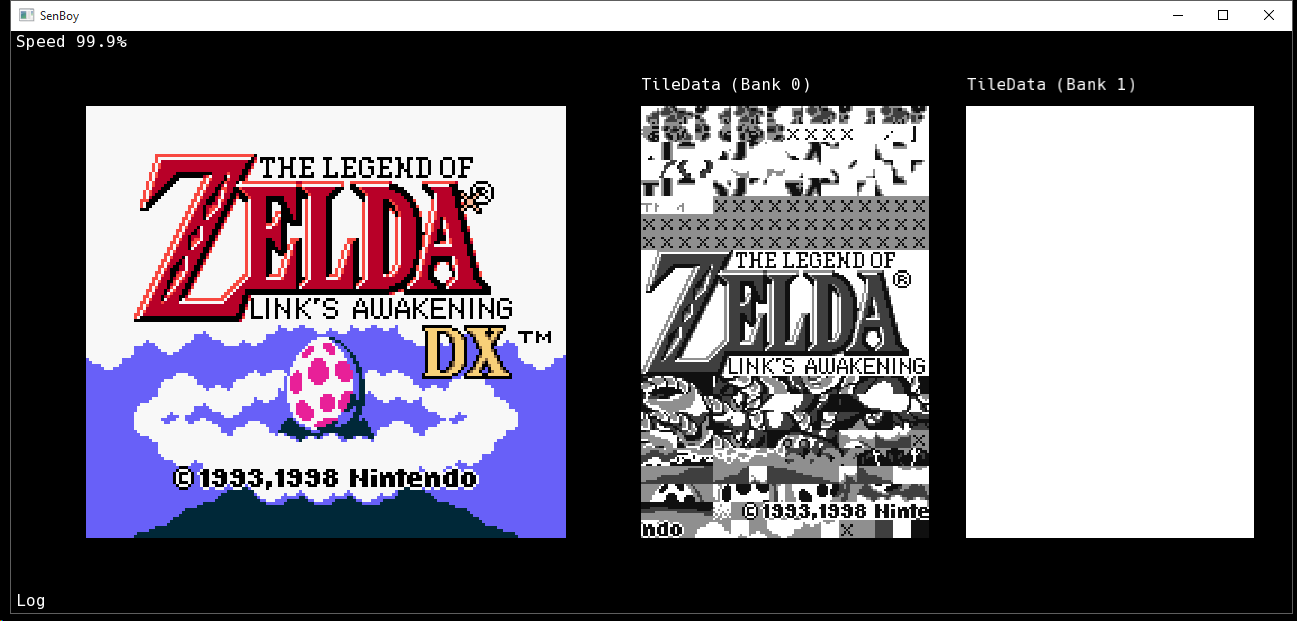 SenBoy
Speed 99.9%
TileData (Bank 0)
TileData (Bank 1)
THE LEGEND OF
ZELDA®
LINK'S AWAKENING
DX™
©1993,1998 Nintendo
THE LEGEND OF
ZELDA®
LINK'S AWAKENING
©1993,1998 Ninte
ndo
Log